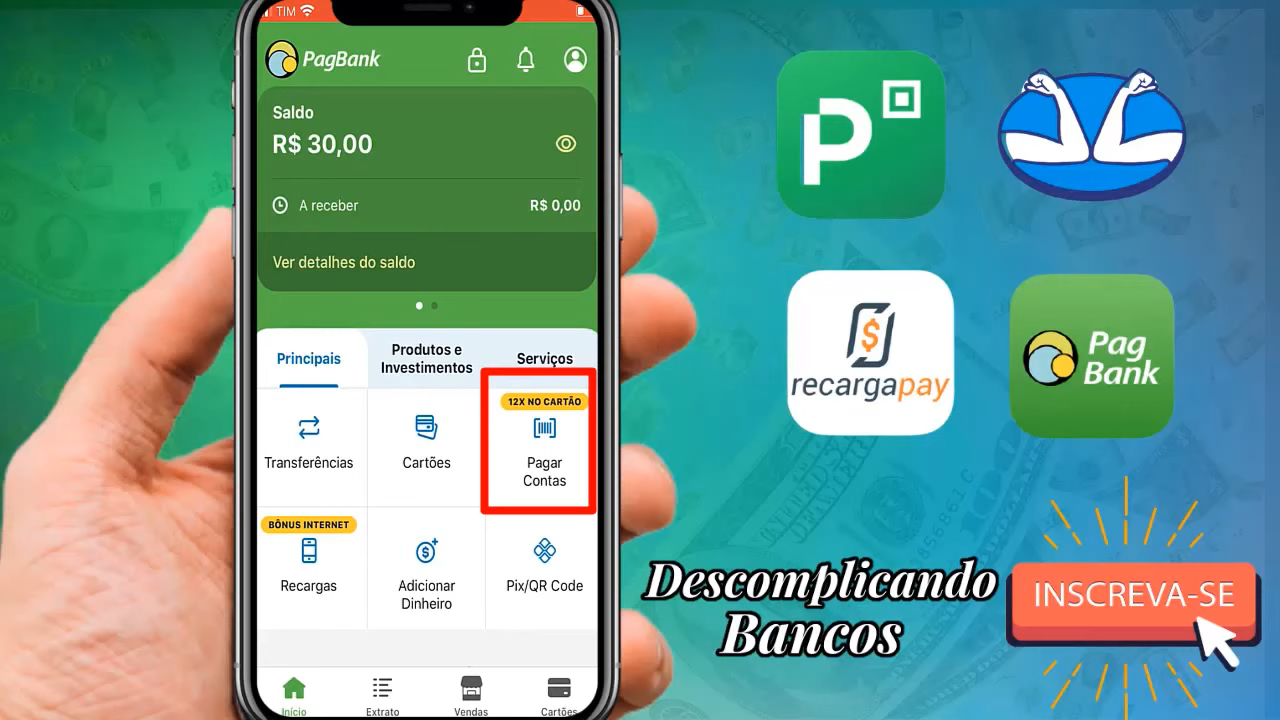 TIM
PagBank
Saldo
R$ 30,00
A receber
R$ 0,00
Ver detalhes do saldo
Principais
Produtos e
Investimentos
Serviços
12X NO CARTÃO
Transferências
Cartões
Pagar
Contas
BÔNUS INTERNET
Recargas
Adicionar
Dinheiro
Pix/QR Code
Início
Extrato
Vendas
Cartões
P
recargapay
Pag
Bank
Descomplicando
Bancos
INSCREVA-SE